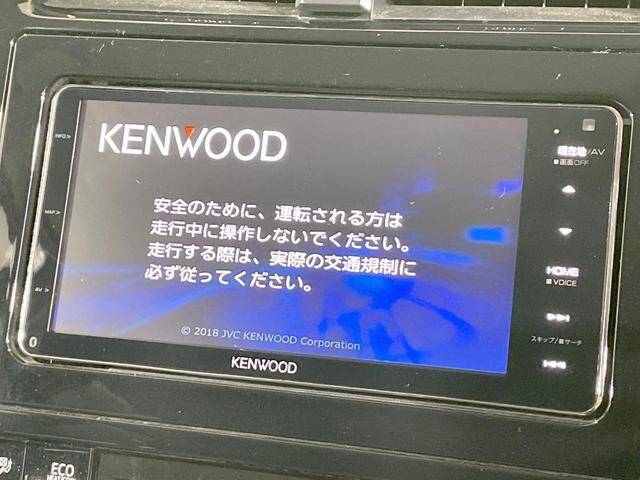 KENWOOD
安全のために、運転される方は
走行中に操作しないでください。
走行する際は、実際の交通規制に
必ず従ってください。
© 2018 JVC KENWOOD Corporation
KENWOOD
INFO>
MAP>
AV>
現在地/AV
■画面OFF
HOME
■VOICE
スキップ/■サーチ
ECO